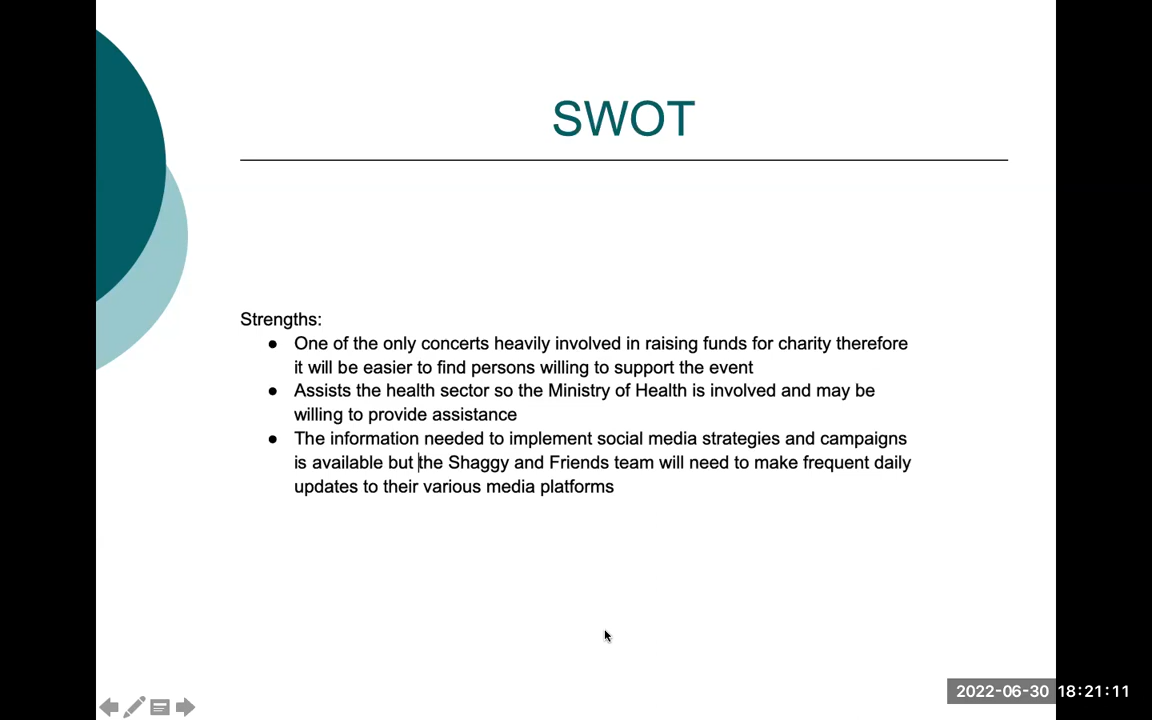 SWOT
Strengths:
● One of the only concerts heavily involved in raising funds for charity therefore
it will be easier to find persons willing to support the event
● Assists the health sector so the Ministry of Health is involved and may be
willing to provide assistance
● The information needed to implement social media strategies and campaigns
is available but the Shaggy and Friends team will need to make frequent daily
updates to their various media platforms
2022-06-30 18:21:11